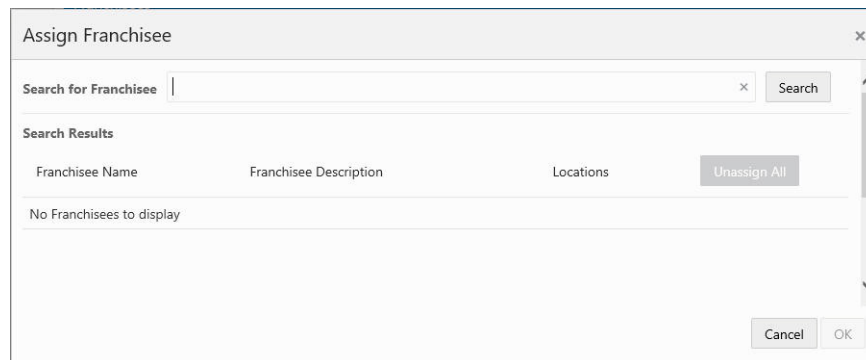 Assign Franchisee ×
Search for Franchisee × Search
Search Results
Franchisee Name Franchisee Description Locations Unassign All
No Franchisees to display
Cancel OK